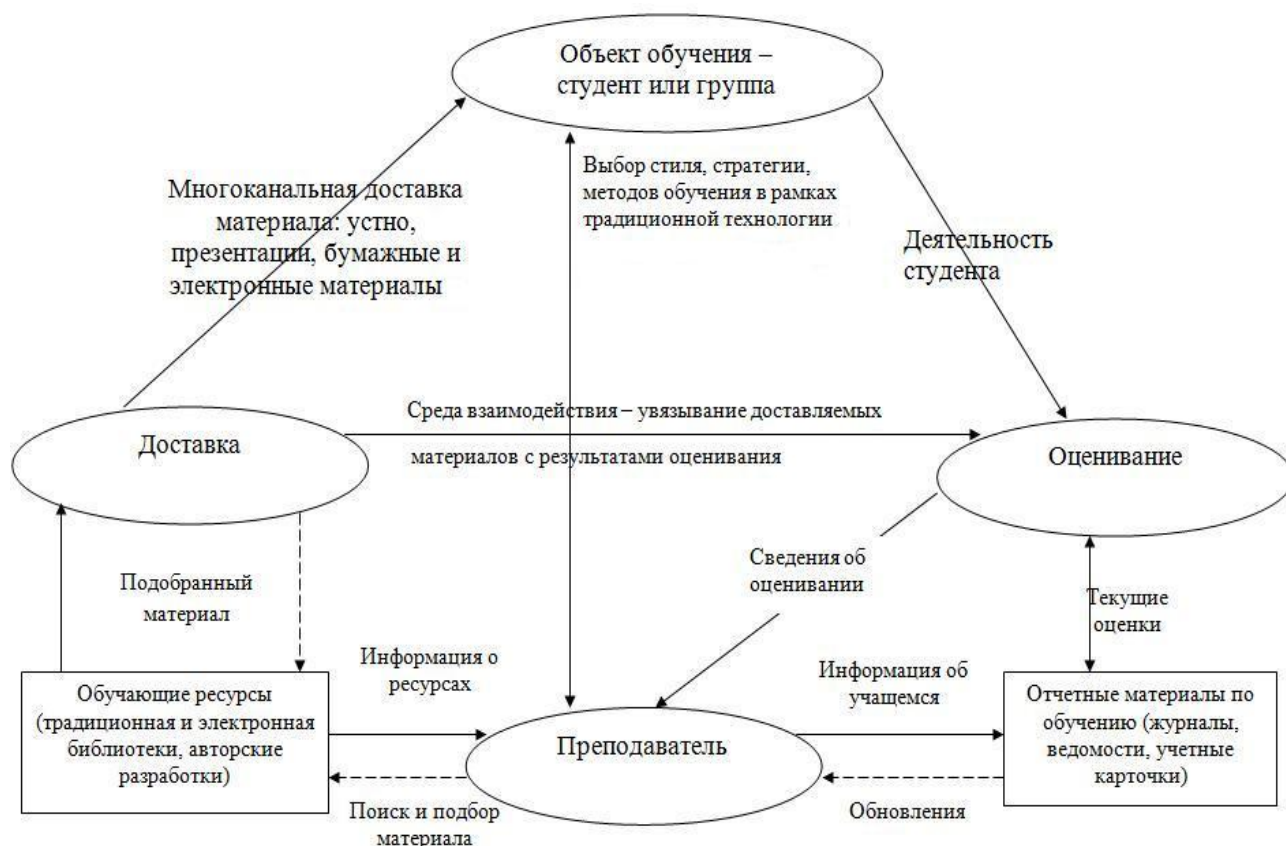 Объект обучения –
студент или группа
Выбор стиля, стратегии,
методов обучения в рамках
традиционной технологии
Многоканальная доставка
материала: устно,
презентации, бумажные и
электронные материалы
Деятельность
студента
Доставка
Среда взаимодействия – увязывание доставляемых
материалов с результатами оценивания
Оценивание
Подобранный
материал
Сведения об
оценивании
Текущие
оценки
Информация о
ресурсах
Информация об
учащемся
Обучающие ресурсы
(традиционная и электронная
библиотеки, авторские
разработки)
Преподаватель
Отчетные материалы по
обучению (журналы,
ведомости, учетные
карточки)
Поиск и подбор
материала
Обновления